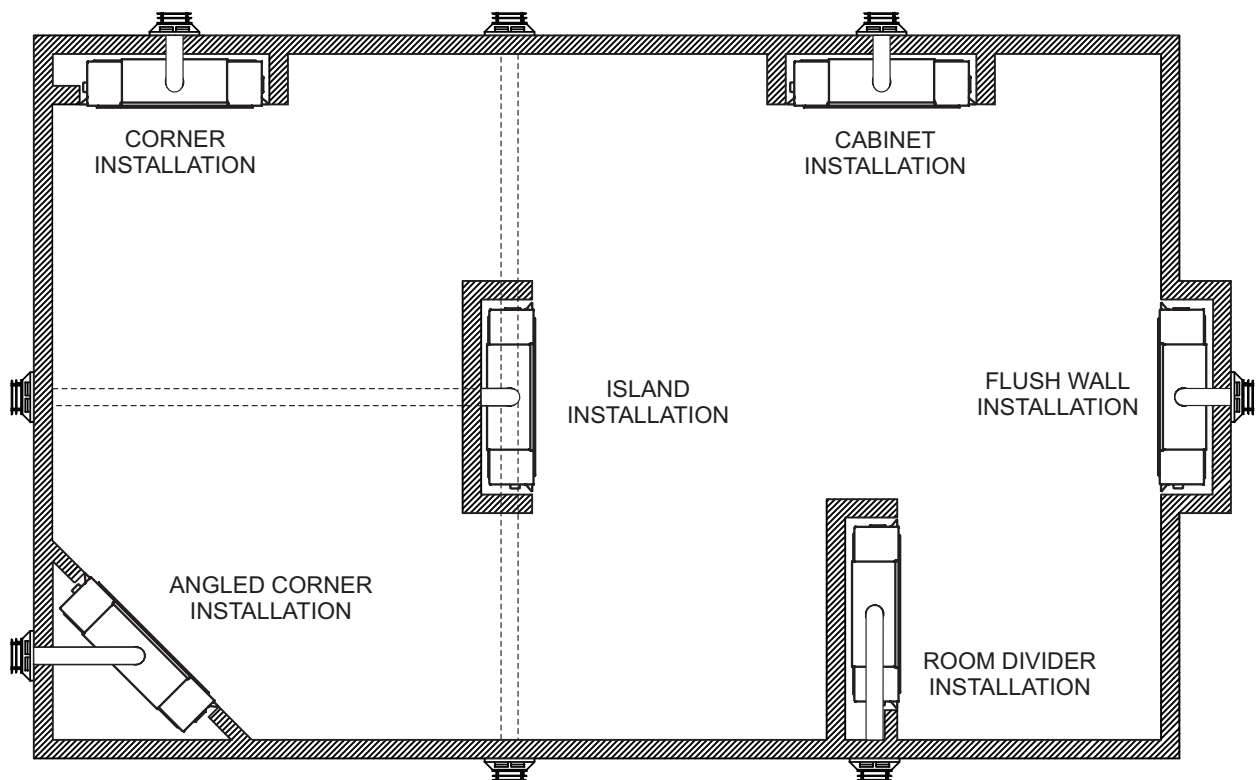 CORNER
INSTALLATION
CABINET
INSTALLATION
ISLAND
INSTALLATION
FLUSH WALL
INSTALLATION
ANGLED CORNER
INSTALLATION
ROOM DIVIDER
INSTALLATION